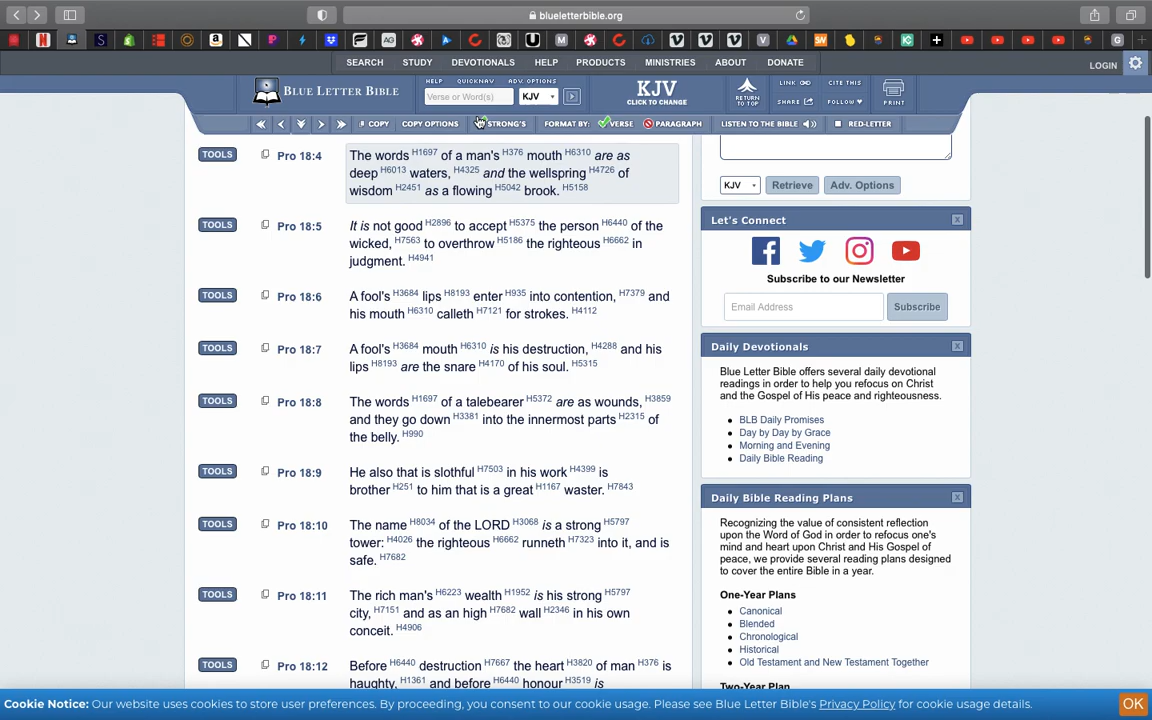 blueletterbible.org
SEARCH STUDY DEVOTIONALS HELP PRODUCTS MINISTRIES ABOUT DONATE
LOGIN
BLUE LETTER BIBLE
HELP QUICKNAV ADV. OPTIONS
Verse or Word(s) KJV
KJV
CLICK TO CHANGE
RETURN TO TOP
LINK CITE THIS
SHARE FOLLOW
PRINT
COPY COPY OPTIONS STRONG'S FORMAT BY: VERSE PARAGRAPH LISTEN TO THE BIBLE RED-LETTER
TOOLS Pro 18:4 The words H1697 of a man's H376 mouth H6310 are as
deep H6013 waters, H4325 and the wellspring H4726 of
wisdom H2451 as a flowing H5042 brook. H5158
TOOLS Pro 18:5 It is not good H2896 to accept H5375 the person H6440 of the
wicked, H7563 to overthrow H5186 the righteous H6662 in
judgment. H4941
TOOLS Pro 18:6 A fool's H3684 lips H8193 enter H935 into contention, H7379 and
his mouth H6310 calleth H7121 for strokes. H4112
TOOLS Pro 18:7 A fool's H3684 mouth H6310 is his destruction, H4288 and his
lips H8193 are the snare H4170 of his soul. H5315
TOOLS Pro 18:8 The words H1697 of a talebearer H5372 are as wounds, H3859
and they go down H3381 into the innermost parts H2315 of
the belly. H990
TOOLS Pro 18:9 He also that is slothful H7503 in his work H4399 is
brother H251 to him that is a great H1167 waster. H7843
TOOLS Pro 18:10 The name H8034 of the LORD H3068 is a strong H5797
tower: H4026 the righteous H6662 runneth H7323 into it, and is
safe. H7682
TOOLS Pro 18:11 The rich man's H6223 wealth H1952 is his strong H5797
city, H7151 and as an high H7682 wall H2346 in his own
conceit. H4906
TOOLS Pro 18:12 Before H6440 destruction H7667 the heart H3820 of man H376 is
haughty, H1361 and before H6440 honour H3519 is
KJV Retrieve Adv. Options
Let's Connect
Subscribe to our Newsletter
Email Address Subscribe
Daily Devotionals
Blue Letter Bible offers several daily devotional
readings in order to help you refocus on Christ
and the Gospel of His peace and righteousness.
BLB Daily Promises
Day by Day by Grace
Morning and Evening
Daily Bible Reading
Daily Bible Reading Plans
Recognizing the value of consistent reflection
upon the Word of God in order to refocus one's
mind and heart upon Christ and His Gospel of
peace, we provide several reading plans designed
to cover the entire Bible in a year.
One-Year Plans
Canonical
Blended
Chronological
Historical
Old Testament and New Testament Together
Two-Year Plan
Cookie Notice: Our website uses cookies to store user preferences. By proceeding, you consent to our cookie usage. Please see Blue Letter Bible's Privacy Policy for cookie usage details. OK